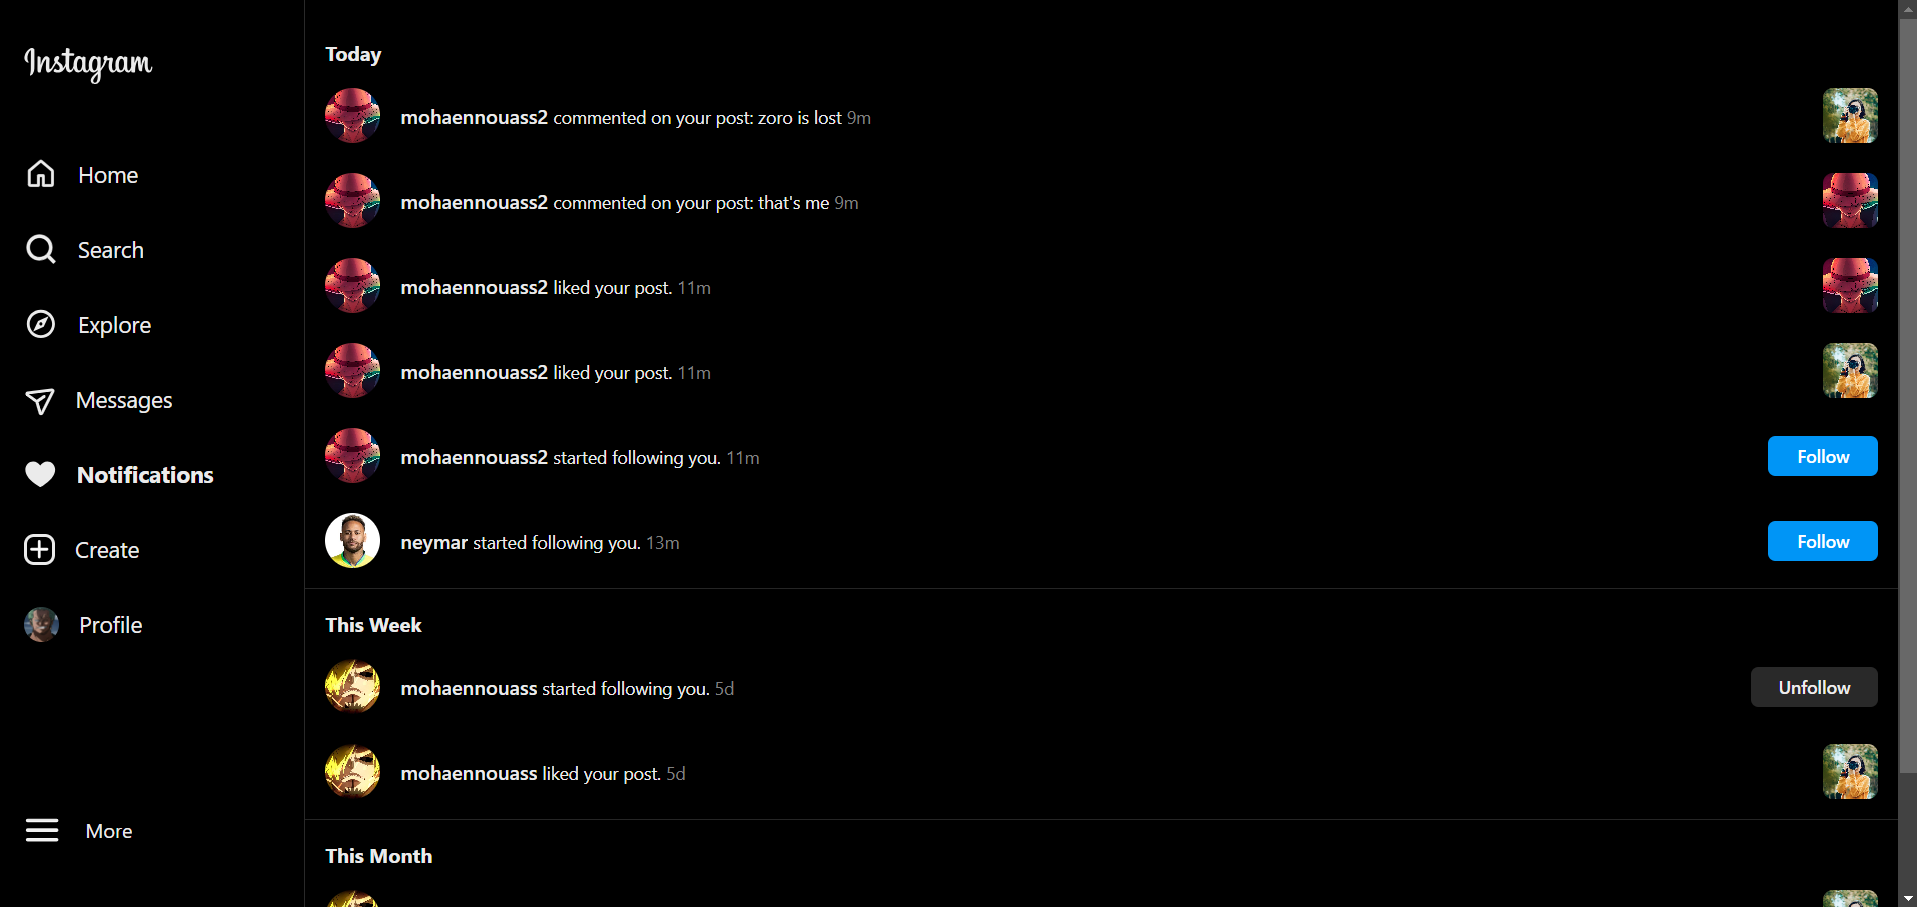 Instagram
Home
Search
Explore
Messages
Notifications
Create
Profile
More
Today
mohaennouass2 commented on your post: zoro is lost 9m
mohaennouass2 commented on your post: that's me 9m
mohaennouass2 liked your post. 11m
mohaennouass2 liked your post. 11m
mohaennouass2 started following you. 11m
Follow
neymar started following you. 13m
Follow
This Week
mohaennouass started following you. 5d
Unfollow
mohaennouass liked your post. 5d
This Month